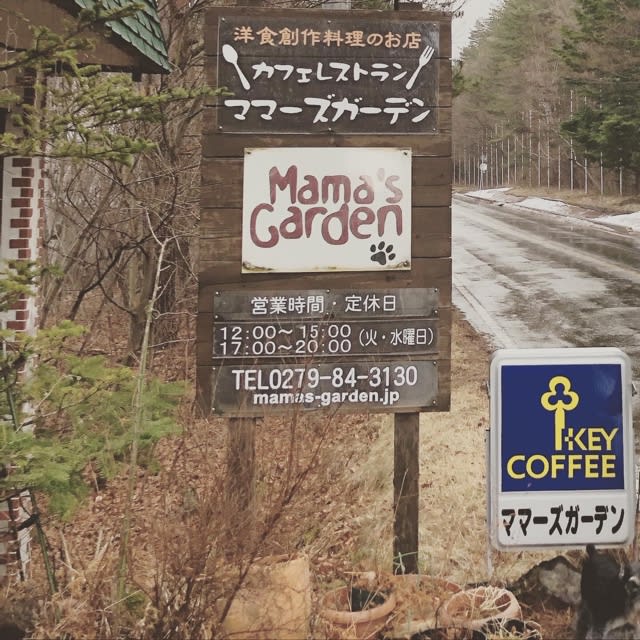 洋食創作料理のお店
カフェレストラン
ママーズガーデン
Mama's
Garden
営業時間・定休日
12:00〜15:00
17:00〜20:00
(火・水曜日)
TEL0279-84-3130
mamas-garden.jp
KEY
COFFEE
ママーズガーデン